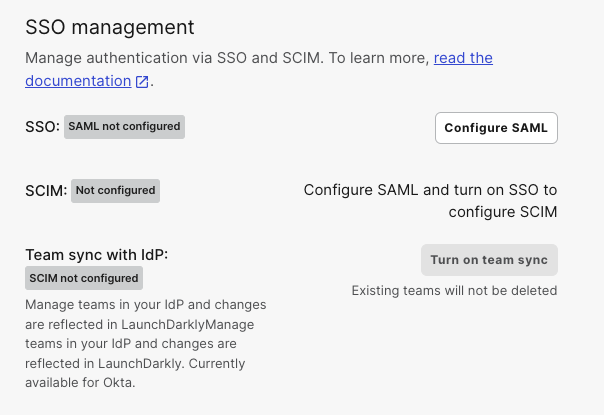 SSO management
Manage authentication via SSO and SCIM. To learn more, read the
documentation.
SSO: SAML not configured
Configure SAML
SCIM: Not configured
Configure SAML and turn on SSO to
configure SCIM
Team sync with IdP:
SCIM not configured
Turn on team sync
Existing teams will not be deleted
Manage teams in your IdP and changes
are reflected in LaunchDarklyManage
teams in your IdP and changes are
reflected in LaunchDarkly. Currently
available for Okta.